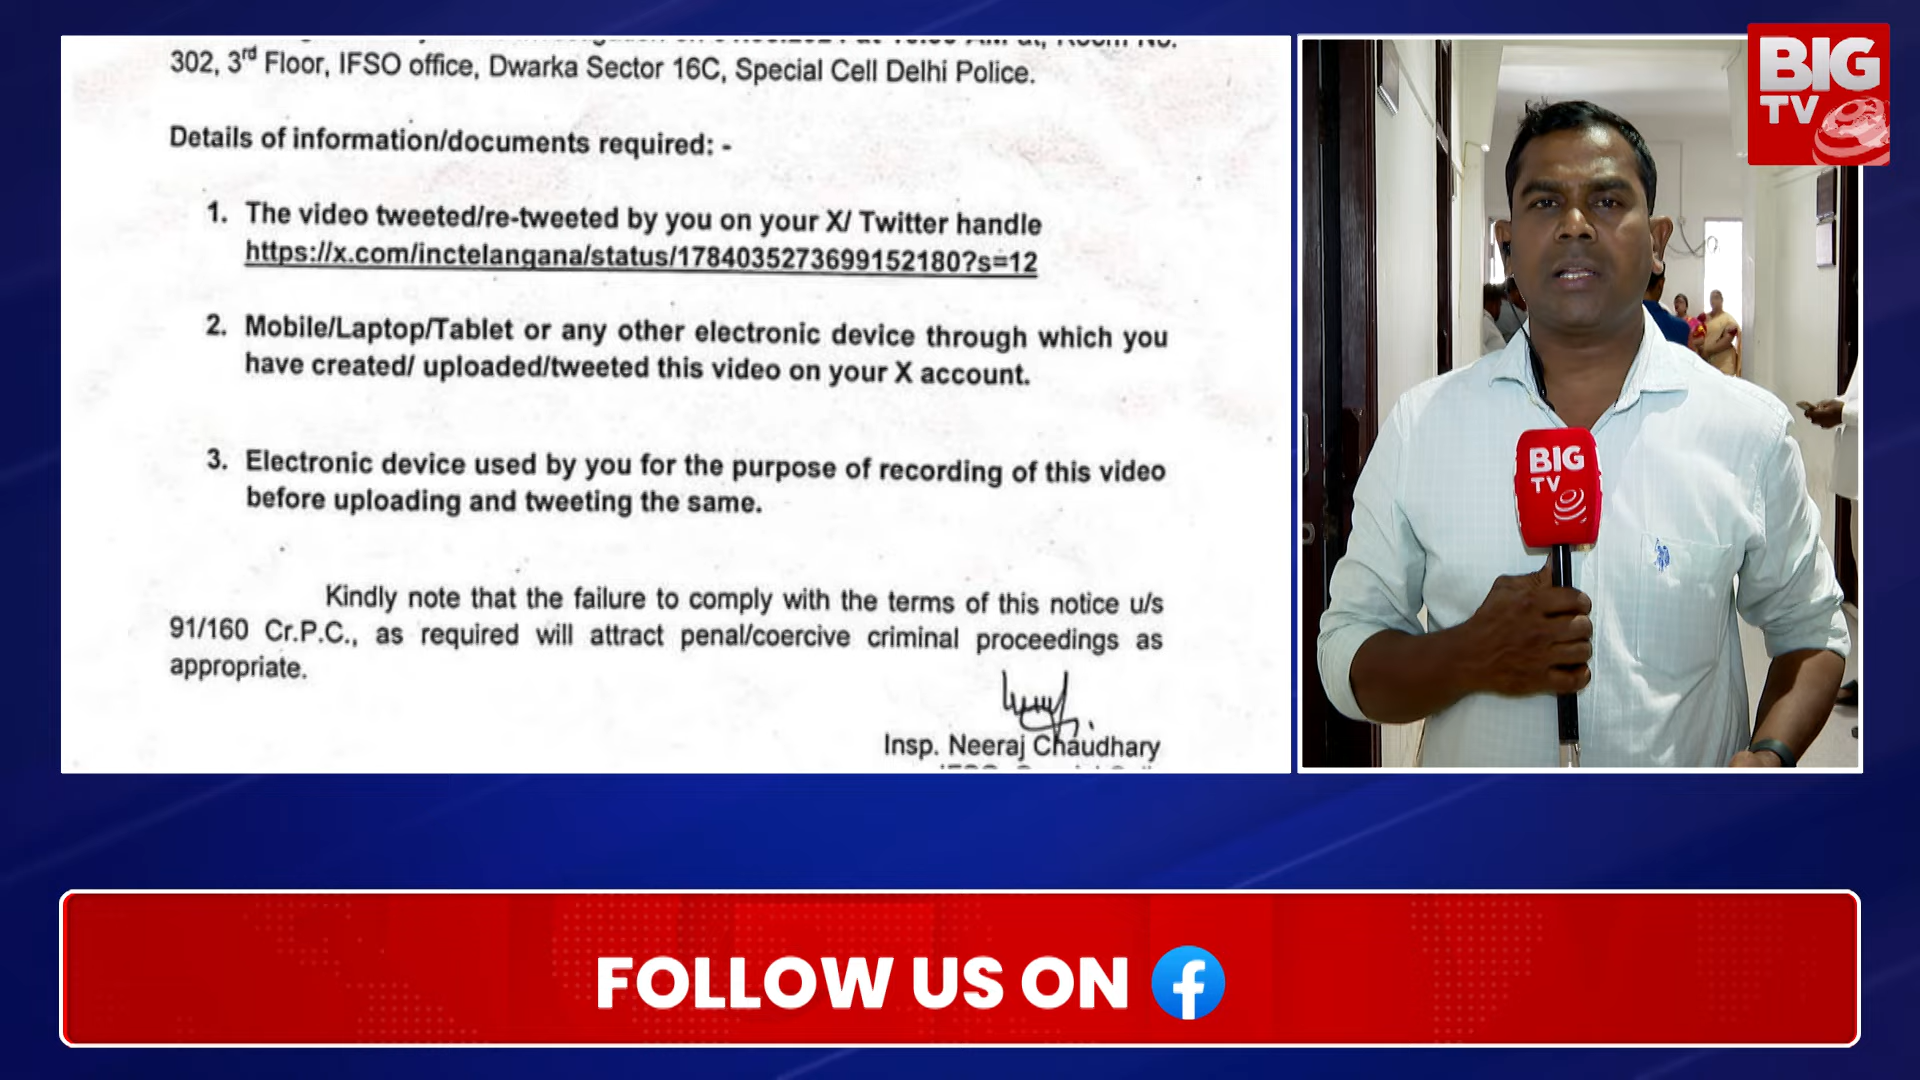 302, 3rd Floor, IFSO office, Dwarka Sector 16C, Special Cell Delhi Police.
Details of information/documents required: -
1. The video tweeted/re-tweeted by you on your X/ Twitter handle
https://x.com/inctelangana/status/1784035273699152180?s=12
2. Mobile/Laptop/Tablet or any other electronic device through which you
have created/ uploaded/tweeted this video on your X account.
3. Electronic device used by you for the purpose of recording of this video
before uploading and tweeting the same.
Kindly note that the failure to comply with the terms of this notice u/s
91/160 Cr.P.C., as required will attract penal/coercive criminal proceedings as
appropriate.
Insp. Neeraj Chaudhary
BIG
TV
BIG
TV
FOLLOW US ON